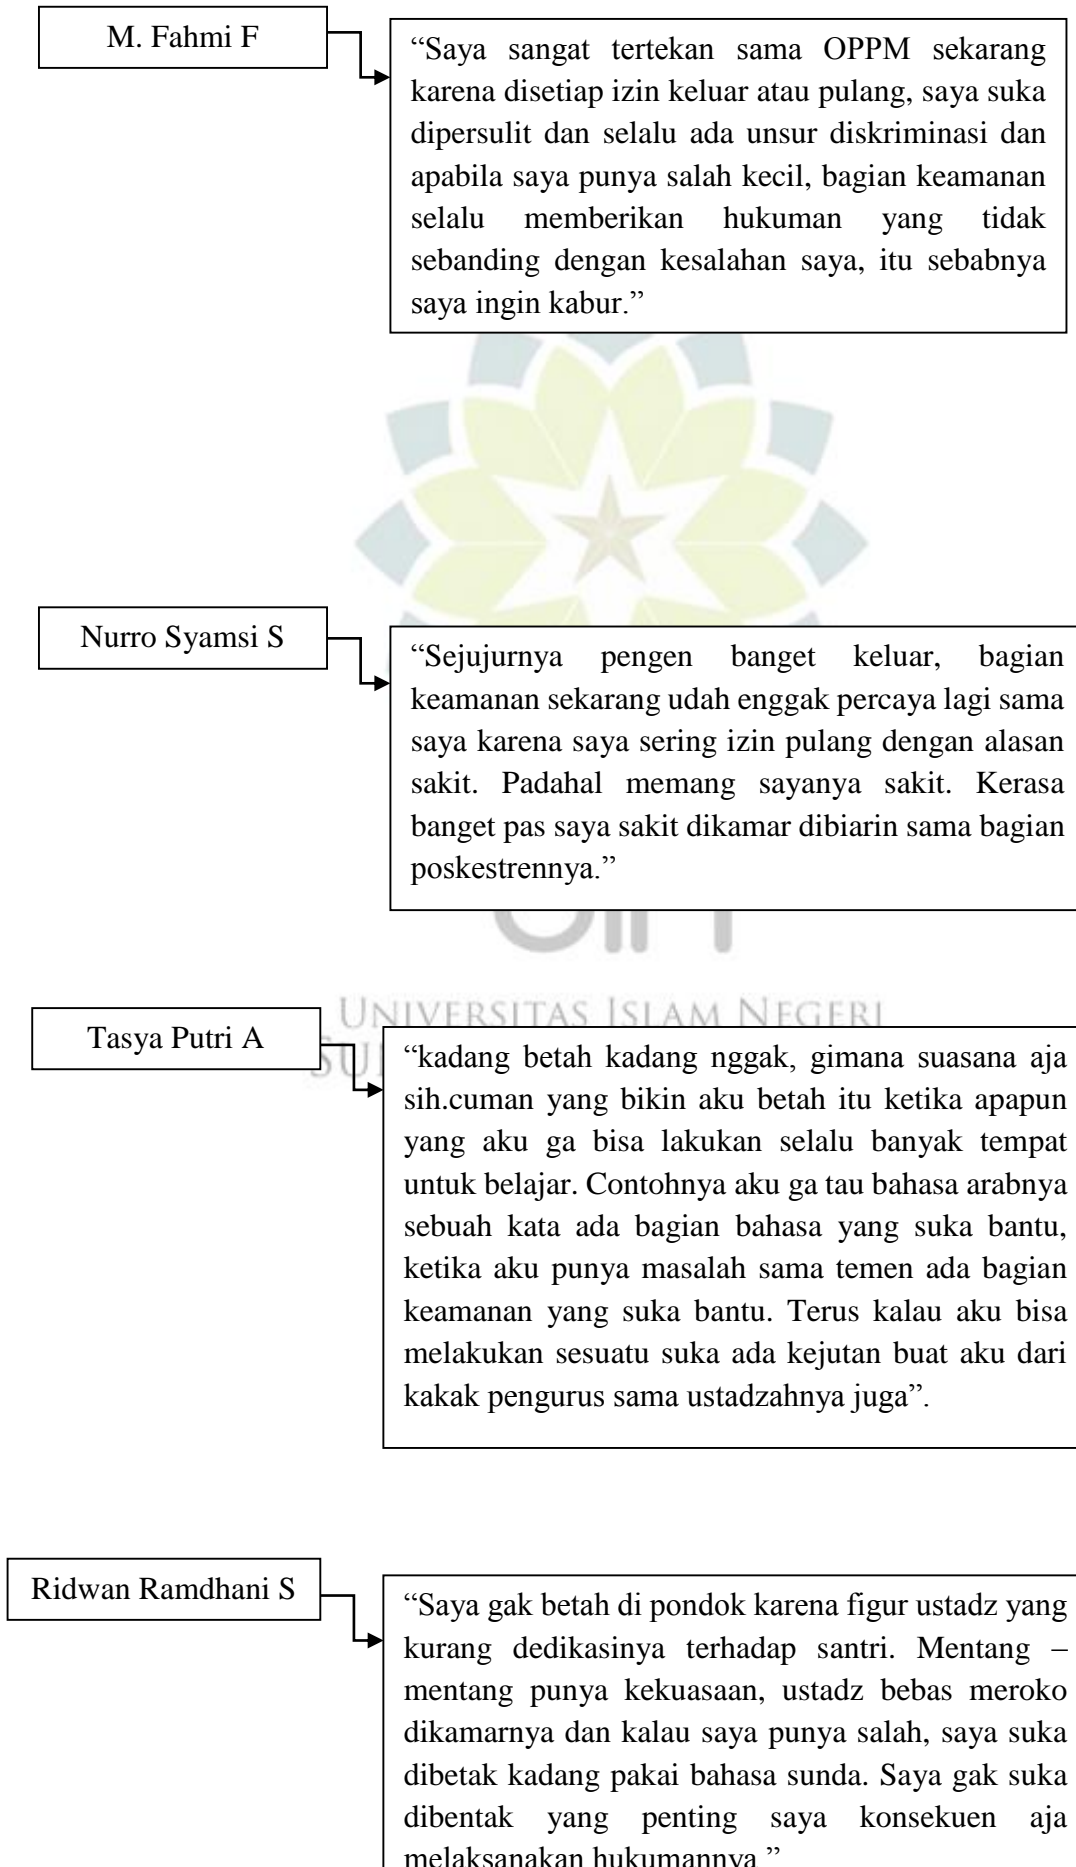 M. Fahmi F
“Saya sangat tertekan sama OPPM sekarang
karena disetiap izin keluar atau pulang, saya suka
dipersulit dan selalu ada unsur diskriminasi dan
apabila saya punya salah kecil, bagian keamanan
selalu memberikan hukuman yang tidak
sebanding dengan kesalahan saya, itu sebabnya
saya ingin kabur.”
Nurro Syamsi S
“Sejujurnya pengen banget keluar, bagian
keamanan sekarang udah enggak percaya lagi sama
saya karena saya sering izin pulang dengan alasan
sakit. Padahal memang sayanya sakit. Kerasa
banget pas saya sakit dikamar dibiarin sama bagian
poskestrennya.”
UNIVERSITAS ISLAM NEGERI
Tasya Putri A
“kadang betah kadang nggak, gimana suasana aja
sih.cuman yang bikin aku betah itu ketika apapun
yang aku ga bisa lakukan selalu banyak tempat
untuk belajar. Contohnya aku ga tau bahasa arabnya
sebuah kata ada bagian bahasa yang suka bantu,
ketika aku punya masalah sama temen ada bagian
keamanan yang suka bantu. Terus kalau aku bisa
melakukan sesuatu suka ada kejutan buat aku dari
kakak pengurus sama ustadzahnya juga”.
Ridwan Ramdhani S
“Saya gak betah di pondok karena figur ustadz yang
kurang dedikasinya terhadap santri. Mentang –
mentang punya kekuasaan, ustadz bebas meroko
dikamarnya dan kalau saya punya salah, saya suka
dibetak kadang pakai bahasa sunda. Saya gak suka
dibentak yang penting saya konsekuen aja
melaksanakan hukumannya.”